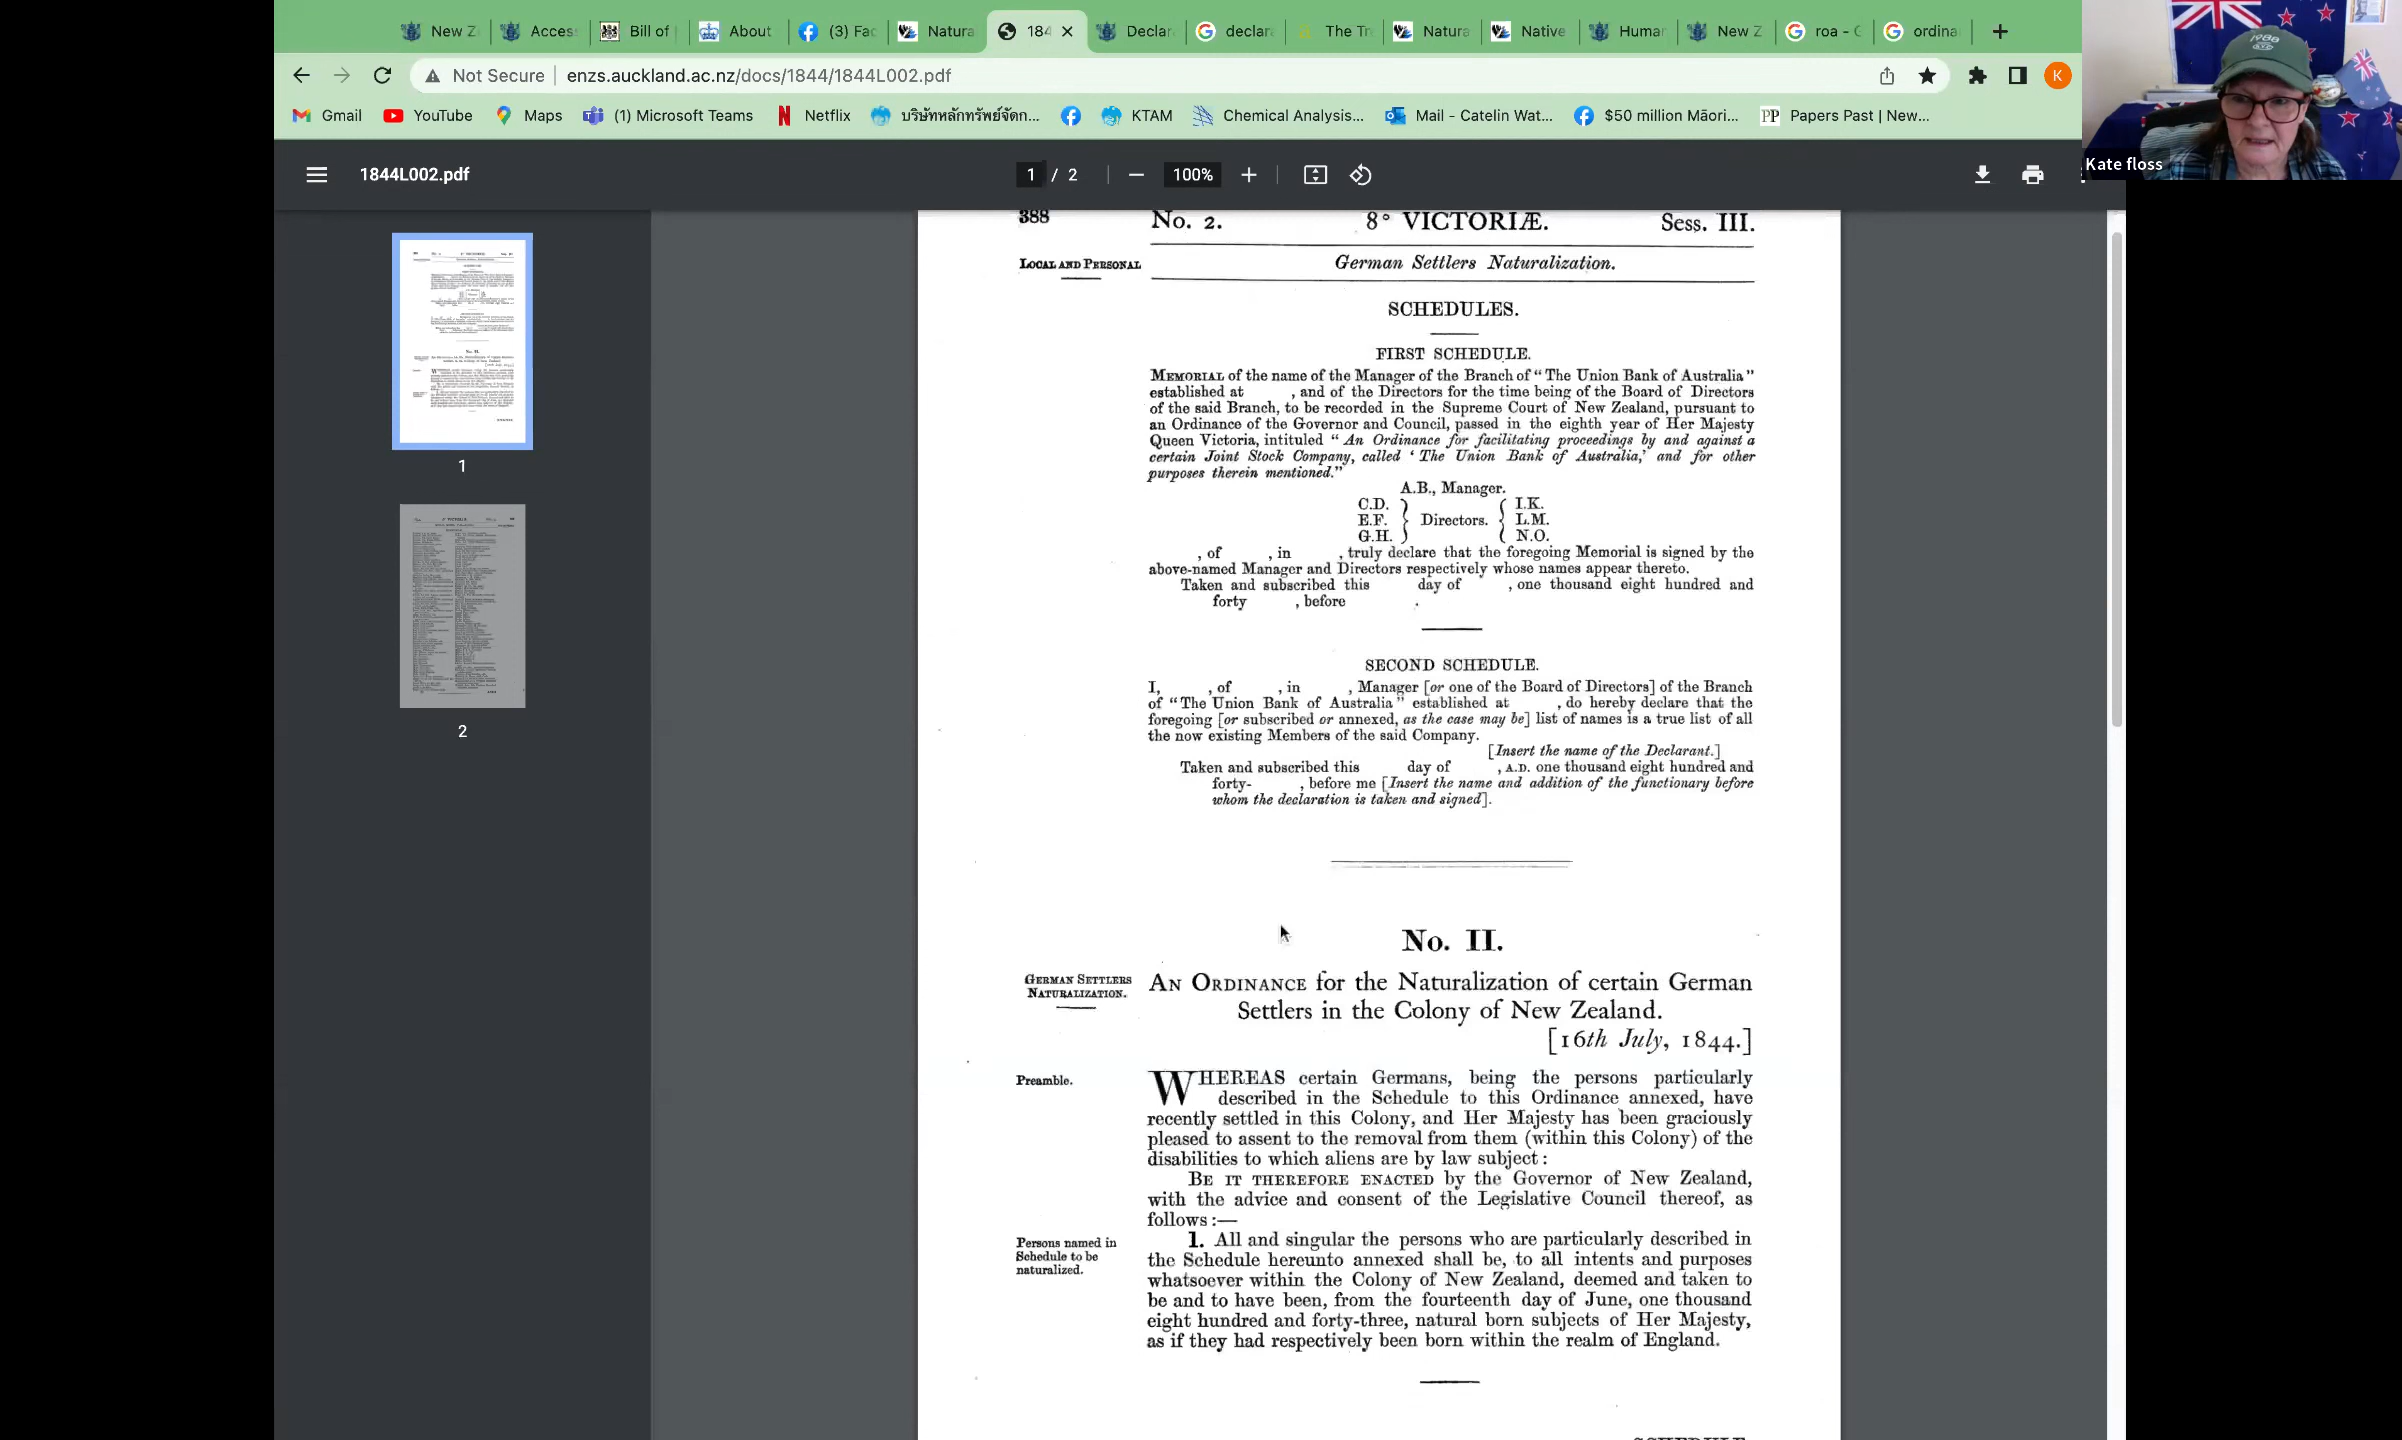 New Z
Acces
Bill of
About
(3) Fac
Natura
184
Declar
declar
The Tr
Natura
Native
Humar
New Z
roa - G
ordina
Not Secure
enzs.auckland.ac.nz/docs/1844/1844L002.pdf
K
Gmail
YouTube
Maps
(1) Microsoft Teams
Netflix
บริษัทหลักทรัพย์จัดก...
KTAM
Chemical Analysis...
Mail - Catelin Wat...
$50 million Māori...
PP
Papers Past | New...
1988
Kate floss
1844L002.pdf
1 / 2
100%
1
2
388
No. 2.
8° VICTORIÆ.
Sess. III.
LOCAL AND PERSONAL
German Settlers Naturalization.
SCHEDULES.
FIRST SCHEDULE.
MEMORIAL of the name of the Manager of the Branch of “The Union Bank of Australia”
established at , and of the Directors for the time being of the Board of Directors
of the said Branch, to be recorded in the Supreme Court of New Zealand, pursuant to
an Ordinance of the Governor and Council, passed in the eighth year of Her Majesty
Queen Victoria, intituled “An Ordinance for facilitating proceedings by and against a
certain Joint Stock Company, called ‘The Union Bank of Australia,’ and for other
purposes therein mentioned.”
A.B., Manager.
C.D. I.K.
E.F. Directors. L.M.
G.H. N.O.
, of , in , truly declare that the foregoing Memorial is signed by the
above-named Manager and Directors respectively whose names appear thereto.
Taken and subscribed this day of , one thousand eight hundred and
forty , before .
SECOND SCHEDULE.
I, , of , in , Manager [or one of the Board of Directors] of the Branch
of “The Union Bank of Australia” established at , do hereby declare that the
foregoing [or subscribed or annexed, as the case may be] list of names is a true list of all
the now existing Members of the said Company.
[Insert the name of the Declarant.]
Taken and subscribed this day of , A.D. one thousand eight hundred and
forty- , before me [Insert the name and addition of the functionary before
whom the declaration is taken and signed].
No. II.
GERMAN SETTLERS
NATURALIZATION.
AN ORDINANCE for the Naturalization of certain German
Settlers in the Colony of New Zealand.
[16th July, 1844.]
Preamble.
WHEREAS certain Germans, being the persons particularly
described in the Schedule to this Ordinance annexed, have
recently settled in this Colony, and Her Majesty has been graciously
pleased to assent to the removal from them (within this Colony) of the
disabilities to which aliens are by law subject:
BE IT THEREFORE ENACTED by the Governor of New Zealand,
with the advice and consent of the Legislative Council thereof, as
follows:—
Persons named in
Schedule to be
naturalized.
1. All and singular the persons who are particularly described in
the Schedule hereunto annexed shall be, to all intents and purposes
whatsoever within the Colony of New Zealand, deemed and taken to
be and to have been, from the fourteenth day of June, one thousand
eight hundred and forty-three, natural born subjects of Her Majesty,
as if they had respectively been born within the realm of England.